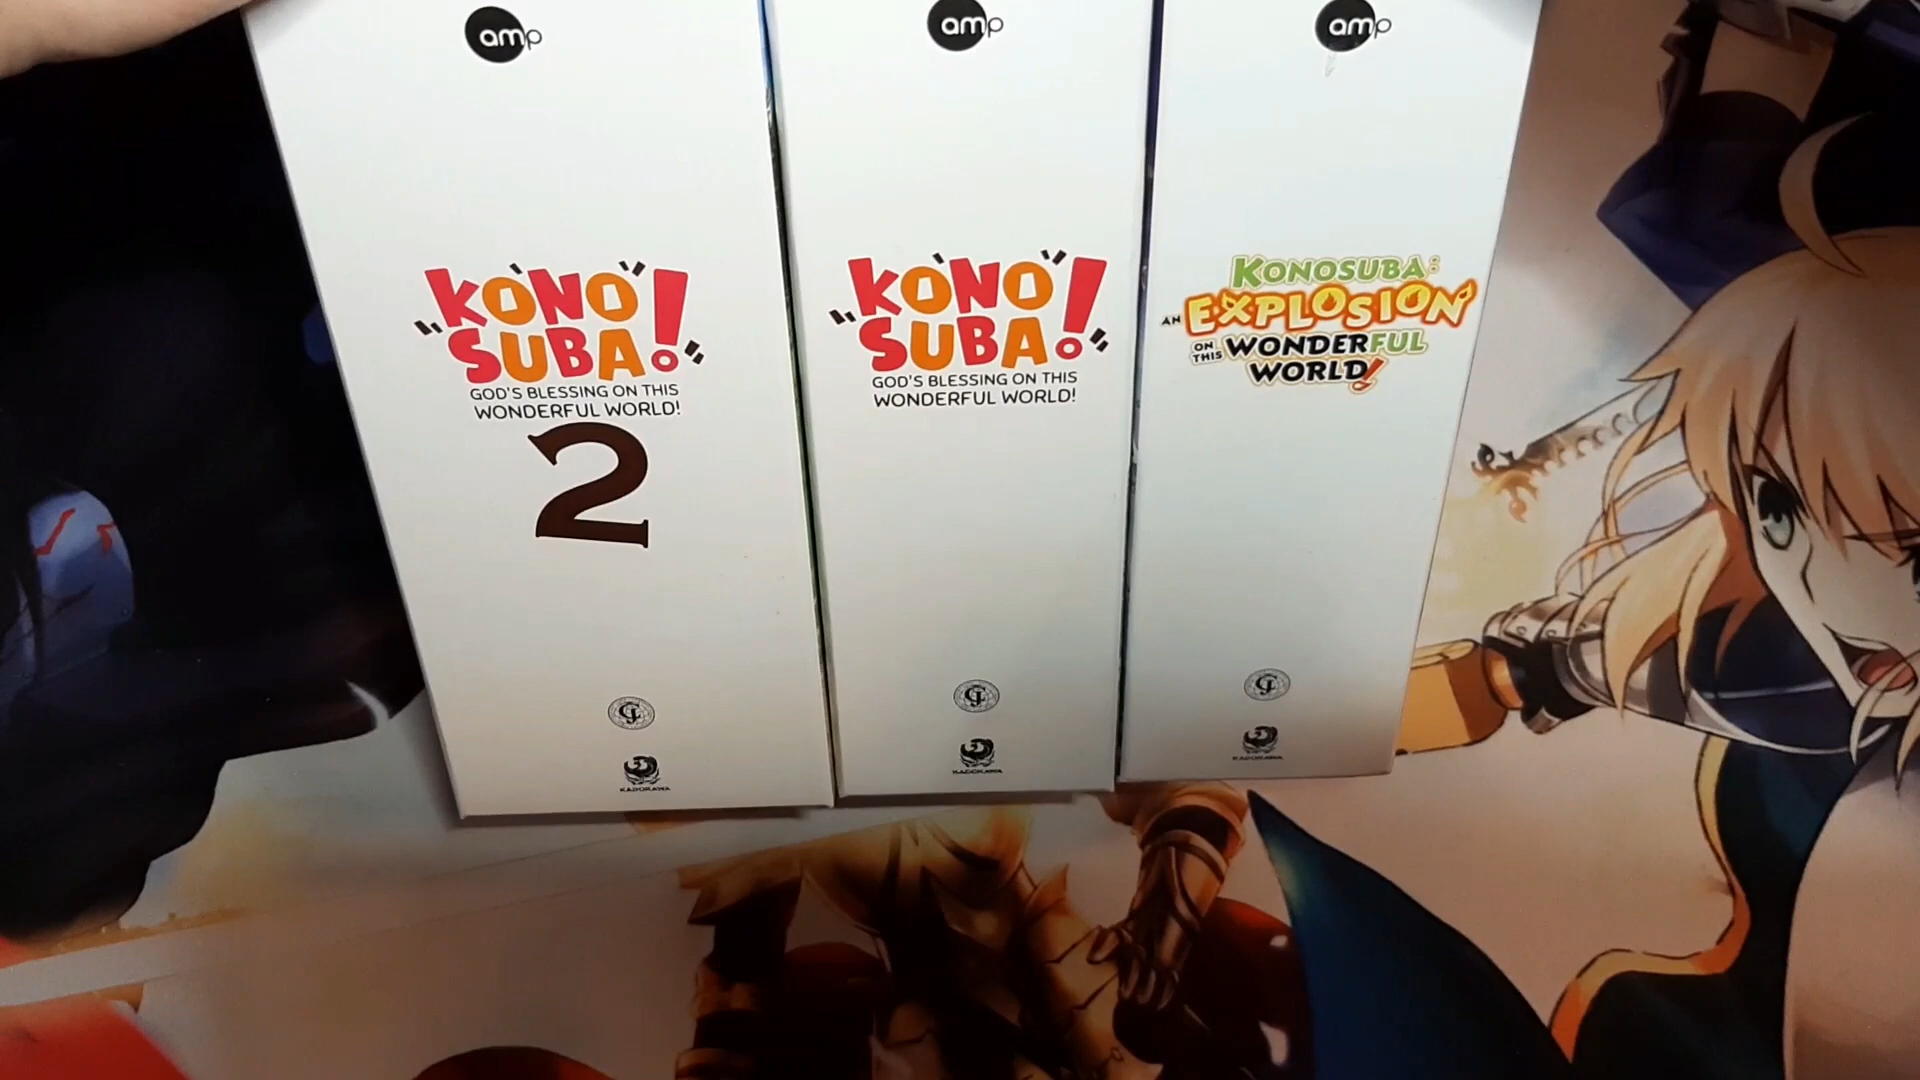 amp
KONO
SUBA!
GOD'S BLESSING ON THIS
WONDERFUL WORLD!
2
KADOKAWA
amp
KONO
SUBA!
GOD'S BLESSING ON THIS
WONDERFUL WORLD!
KADOKAWA
amp
KONOSUBA:
AN EXPLOSION
ON THIS WONDERFUL
WORLD!
KADOKAWA